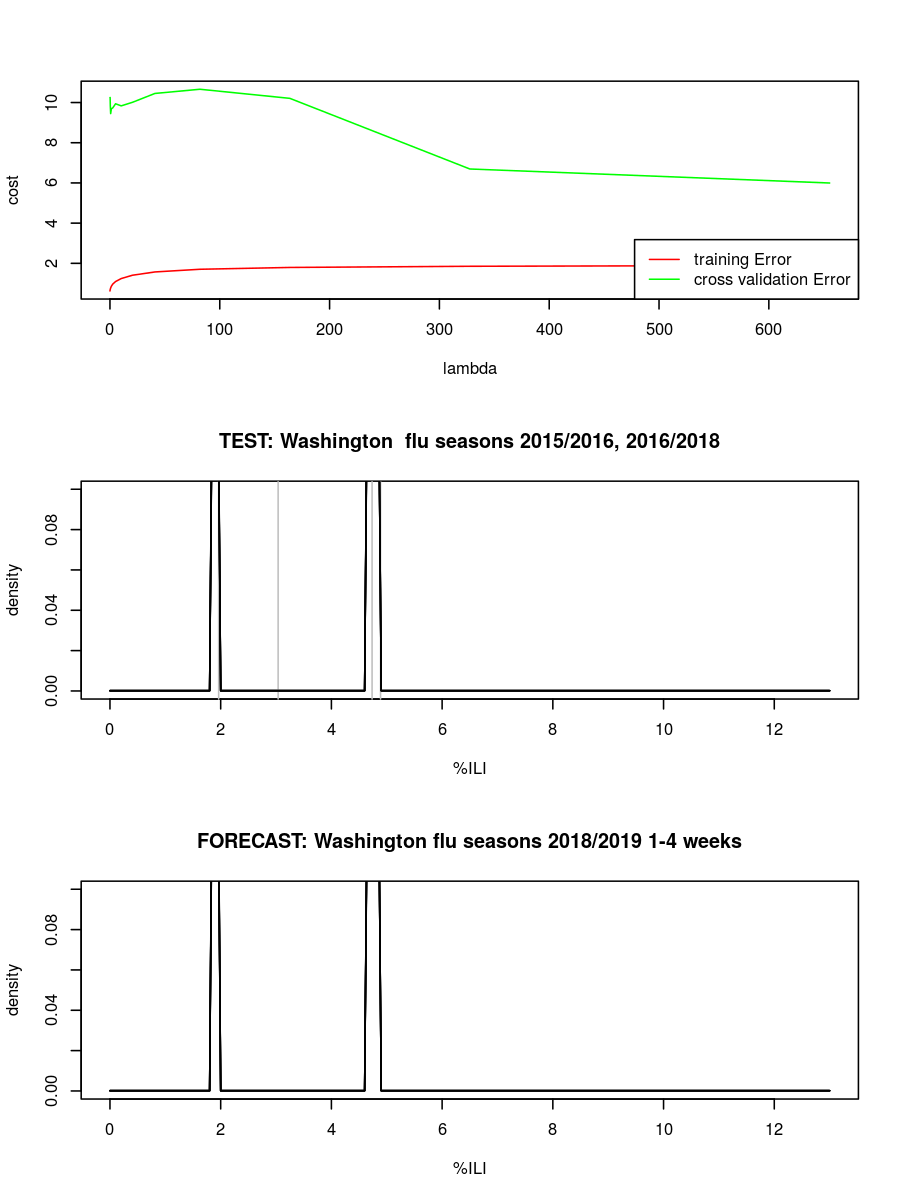 10
8
6
4
2
cost
training Error
cross validation Error
0 100 200 300 400 500 600
lambda
TEST: Washington  flu seasons 2015/2016, 2016/2018
0.08
0.04
0.00
density
0 2 4 6 8 10 12
%ILI
FORECAST: Washington flu seasons 2018/2019 1-4 weeks
0.08
0.04
0.00
density
0 2 4 6 8 10 12
%ILI